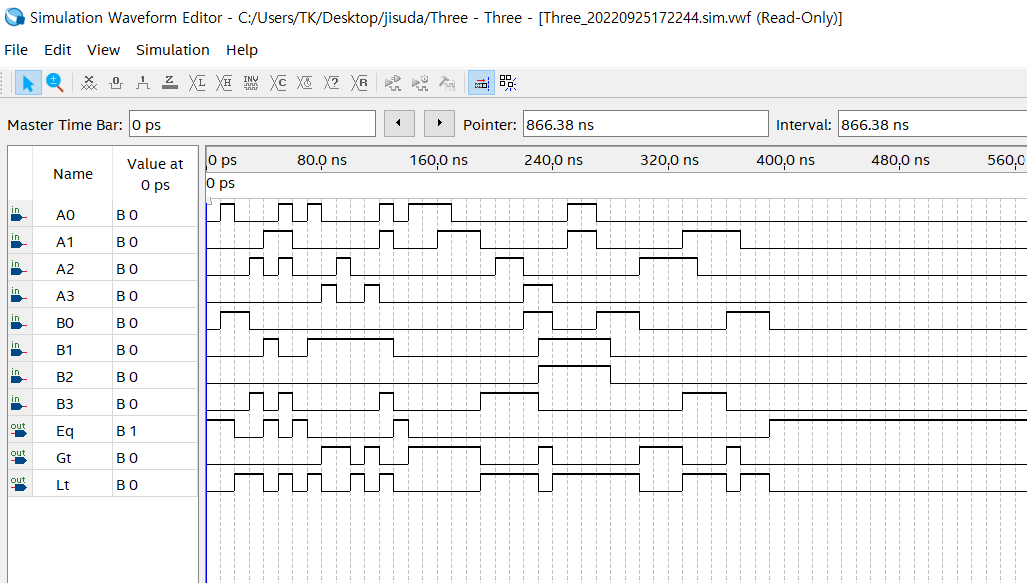 Simulation Waveform Editor - C:/Users/TK/Desktop/jisuda/Three - Three - [Three_20220925172244.sim.vwf (Read-Only)]
File Edit View Simulation Help
Master Time Bar: 0 ps Pointer: 866.38 ns Interval: 866.38 ns
Name Value at 0 ps
0 ps 80.0 ns 160.0 ns 240.0 ns 320.0 ns 400.0 ns 480.0 ns 560.0
0 ps
in A0 B 0
in A1 B 0
in A2 B 0
in A3 B 0
in B0 B 0
in B1 B 0
in B2 B 0
in B3 B 0
out Eq B 1
out Gt B 0
out Lt B 0